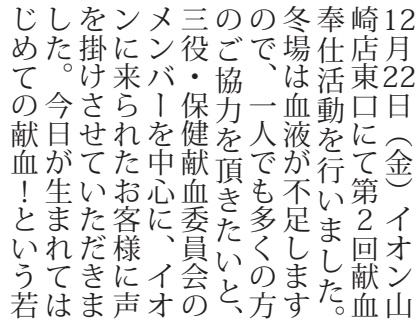 12月22日（金）イオン山
崎店東口にて第2回献血
奉仕活動を行いました。
冬場は血液が不足します
ので、一人でも多くの方
のご協力を頂きたいと、
三役・保健献血委員会の
メンバーを中心に、イオ
ンに来られたお客様に声
を掛けさせていただきま
した。今日が生まれては
じめての献血！という若